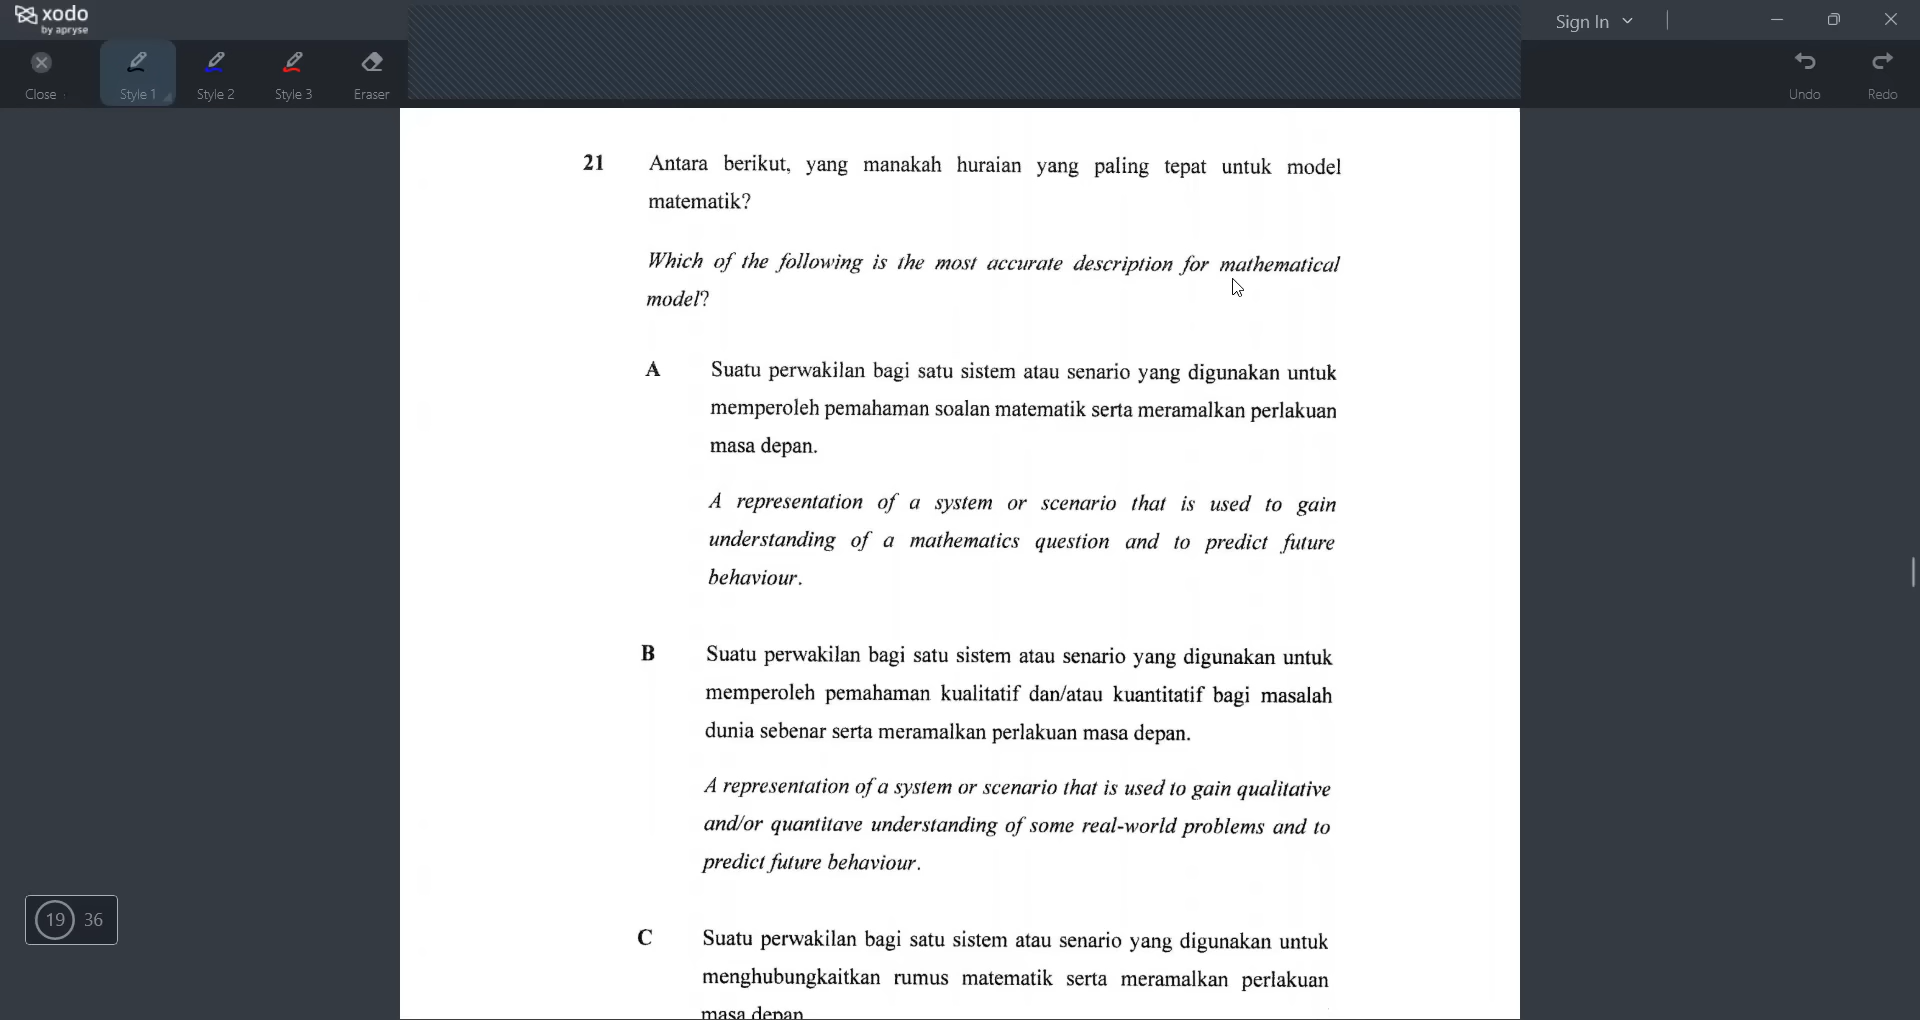 xodo
by apryse
Sign In
Close
Style 1
Style 2
Style 3
Eraser
Undo
Redo
21 Antara berikut, yang manakah huraian yang paling tepat untuk model
matematik?
Which of the following is the most accurate description for mathematical
model?
A Suatu perwakilan bagi satu sistem atau senario yang digunakan untuk
memperoleh pemahaman soalan matematik serta meramalkan perlakuan
masa depan.
A representation of a system or scenario that is used to gain
understanding of a mathematics question and to predict future
behaviour.
B Suatu perwakilan bagi satu sistem atau senario yang digunakan untuk
memperoleh pemahaman kualitatif dan/atau kuantitatif bagi masalah
dunia sebenar serta meramalkan perlakuan masa depan.
A representation of a system or scenario that is used to gain qualitative
and/or quantitave understanding of some real-world problems and to
predict future behaviour.
19 36
C Suatu perwakilan bagi satu sistem atau senario yang digunakan untuk
menghubungkaitkan rumus matematik serta meramalkan perlakuan
masa depan